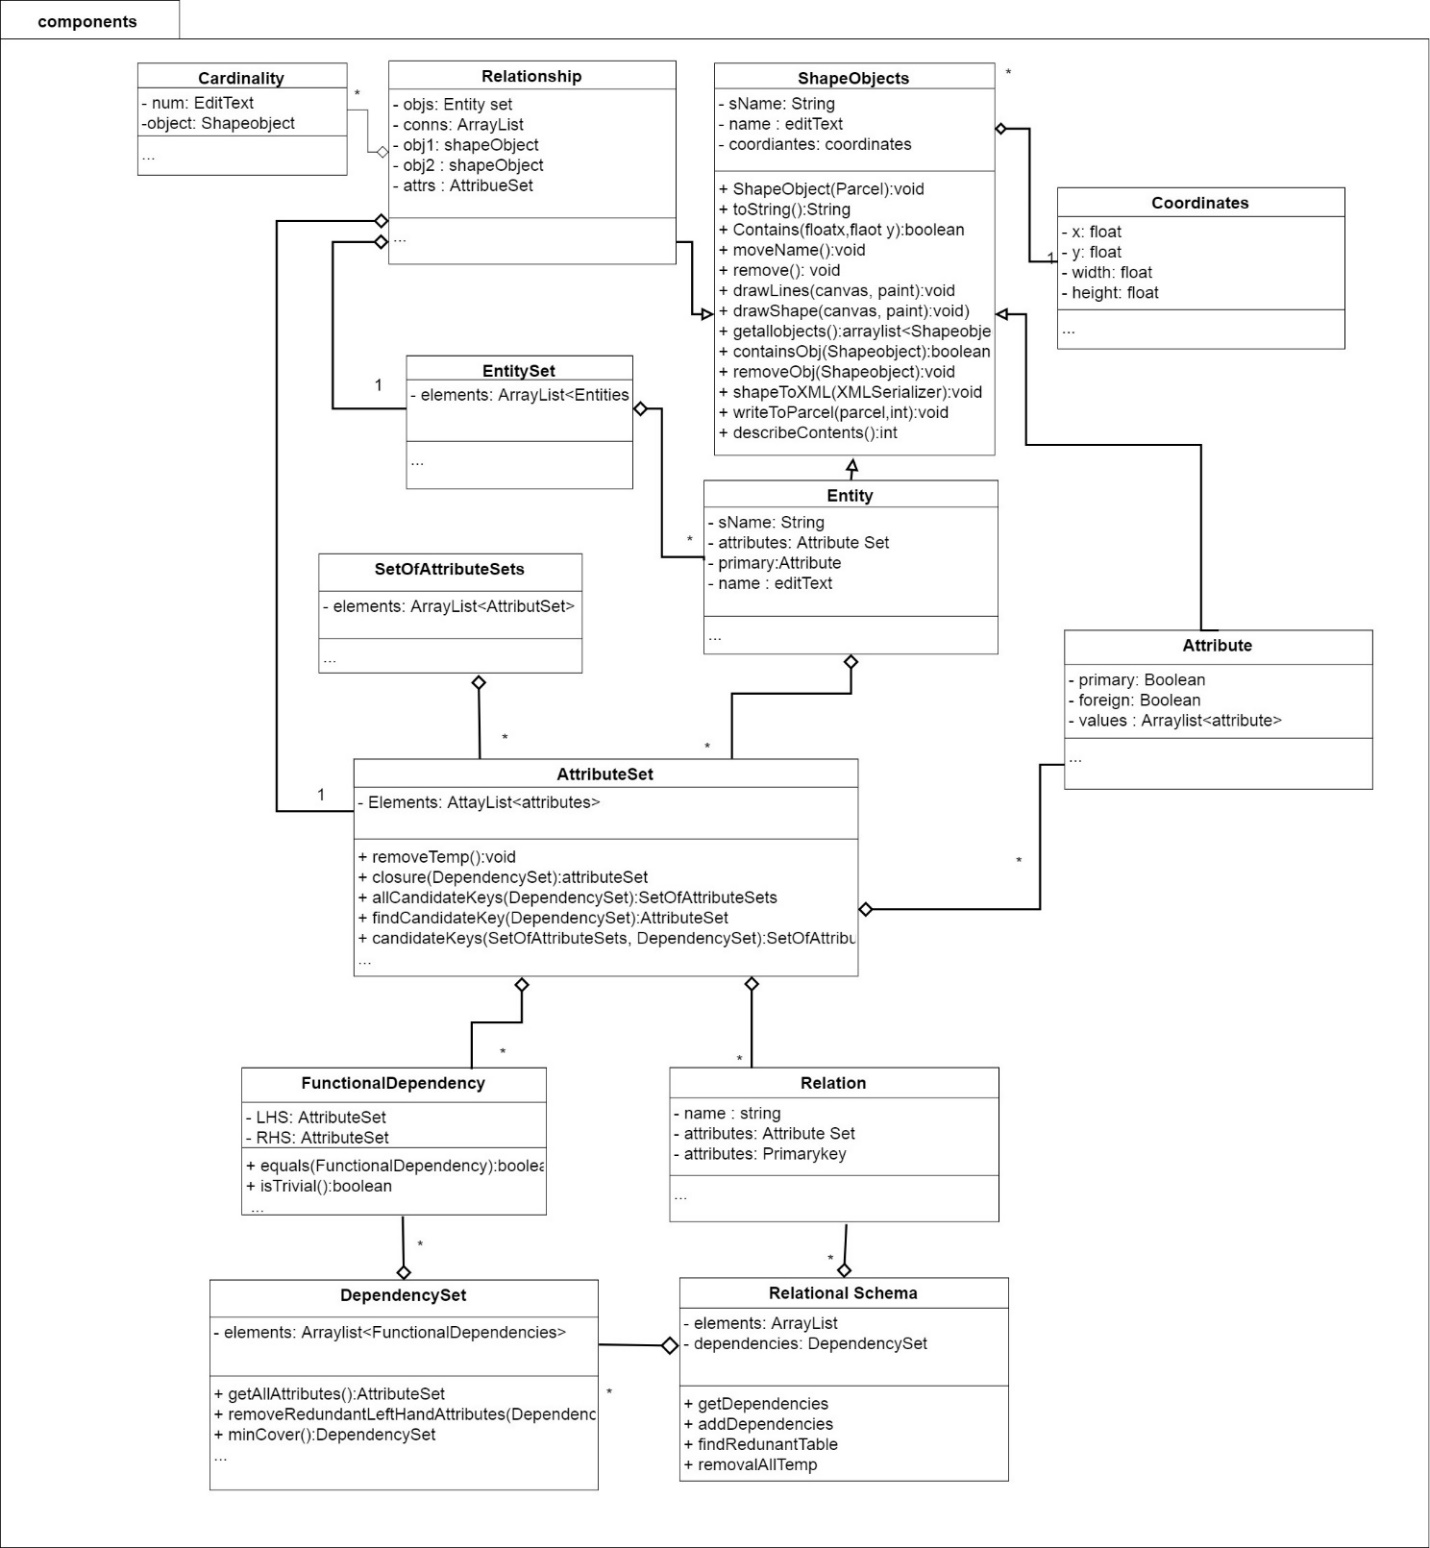 components
Cardinality
- num: EditText
-object: Shapeobject
...
*
Relationship
- objs: Entity set
- conns: ArrayList
- obj1: shapeObject
- obj2 : shapeObject
- attrs : AttribueSet
...
ShapeObjects
- sName: String
- name : editText
- coordiantes: coordinates
+ ShapeObject(Parcel):void
+ toString():String
+ Contains(floatx,flaot y):boolean
+ moveName():void
+ remove(): void
+ drawLines(canvas, paint):void
+ drawShape(canvas, paint):void)
+ getallobjects():arraylist<Shapeobje
+ containsObj(Shapeobject):boolean
+ removeObj(Shapeobject):void
+ shapeToXML(XMLSerializer):void
+ writeToParcel(parcel,int):void
+ describeContents():int
*
Coordinates
- x: float
- y: float
- width: float
- height: float
...
1
EntitySet
- elements: ArrayList<Entities
...
1
Entity
- sName: String
- attributes: Attribute Set
- primary:Attribute
- name : editText
...
*
SetOfAttributeSets
- elements: ArrayList<AttributSet>
...
Attribute
- primary: Boolean
- foreign: Boolean
- values : Arraylist<attribute>
...
*
*
1
AttributeSet
- Elements: AttayList<attributes>
+ removeTemp():void
+ closure(DependencySet):attributeSet
+ allCandidateKeys(DependencySet):SetOfAttributeSets
+ findCandidateKey(DependencySet):AttributeSet
+ candidateKeys(SetOfAttributeSets, DependencySet):SetOfAttribu
...
*
*
*
FunctionalDependency
- LHS: AttributeSet
- RHS: AttributeSet
+ equals(FunctionalDependency):boolea
+ isTrivial():boolean
...
Relation
- name : string
- attributes: Attribute Set
- attributes: Primarykey
...
*
*
DependencySet
- elements: Arraylist<FunctionalDependencies>
+ getAllAttributes():AttributeSet
+ removeRedundantLeftHandAttributes(Dependenc
+ minCover():DependencySet
...
*
Relational Schema
- elements: ArrayList
- dependencies: DependencySet
+ getDependencies
+ addDependencies
+ findRedunantTable
+ removalAllTemp